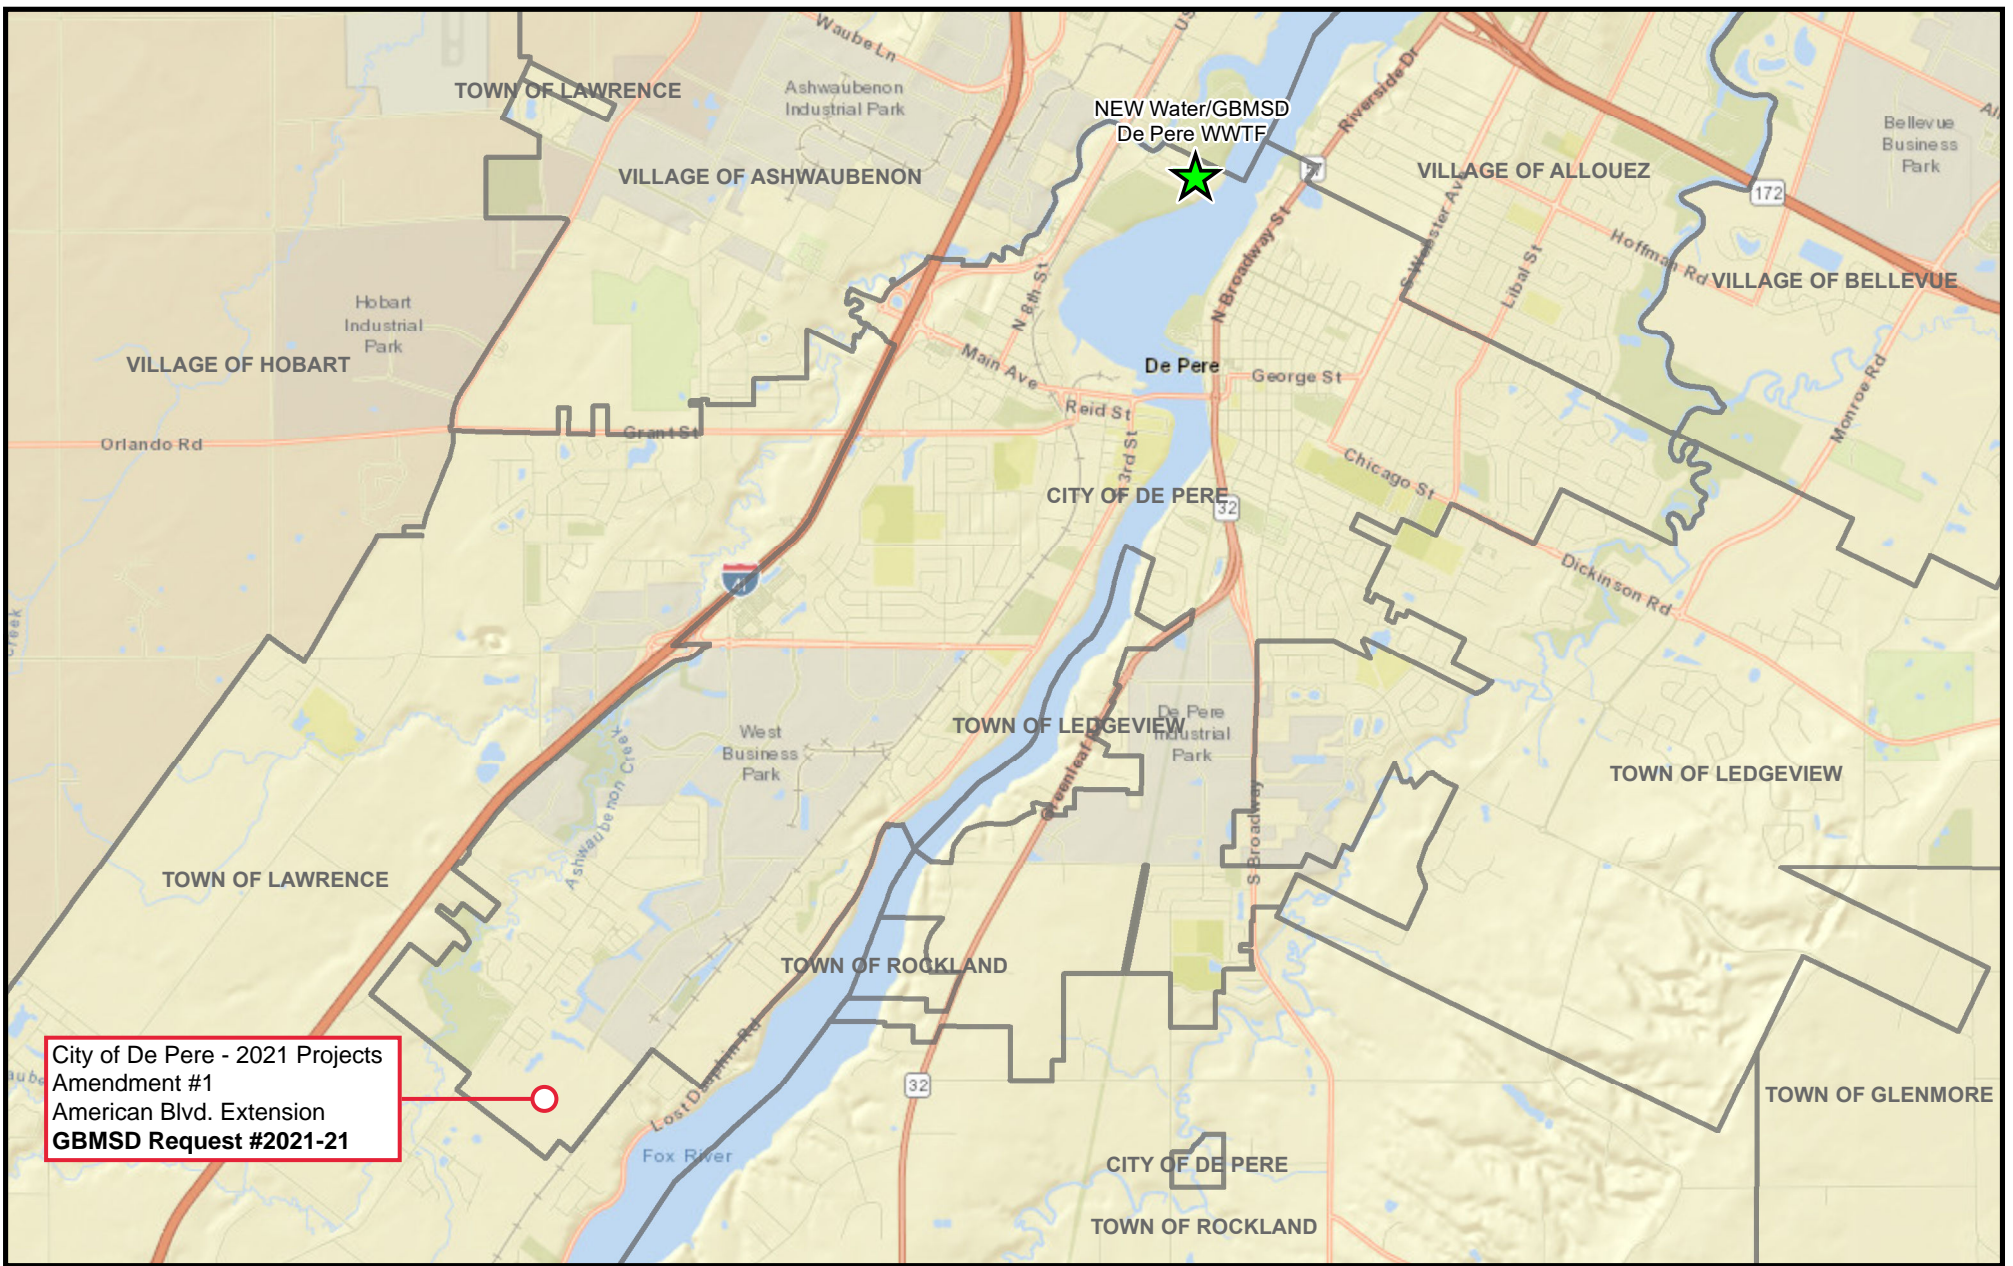 Waube Ln
US
TOWN OF LAWRENCE
Ashwaubenon
Industrial Park
NEW Water/GBMSD
De Pere WWTF
Riverside Dr
Bellevue
Business
Park
VILLAGE OF ASHWAUBENON
57
VILLAGE OF ALLOUEZ
172
S Webster Ave
Hoffman Rd
VILLAGE OF BELLEVUE
Libal St
N Broadway St
N 8th St
Hobart
Industrial
Park
VILLAGE OF HOBART
Main Ave
De Pere
George St
Monroe Rd
Reid St
Orlando Rd
Grant St
3rd St
Chicago St
CITY OF DE PERE
32
41
Dickinson Rd
Creek
West
Business
Park
TOWN OF LEDGEVIEW
De Pere
Industrial
Park
Greenleaf
TOWN OF LEDGEVIEW
Ashwaubenon Creek
S Broadway
TOWN OF LAWRENCE
TOWN OF ROCKLAND
Lost Dauphin Rd
City of De Pere - 2021 Projects
Amendment #1
American Blvd. Extension
GBMSD Request #2021-21
32
TOWN OF GLENMORE
Fox River
CITY OF DE PERE
TOWN OF ROCKLAND